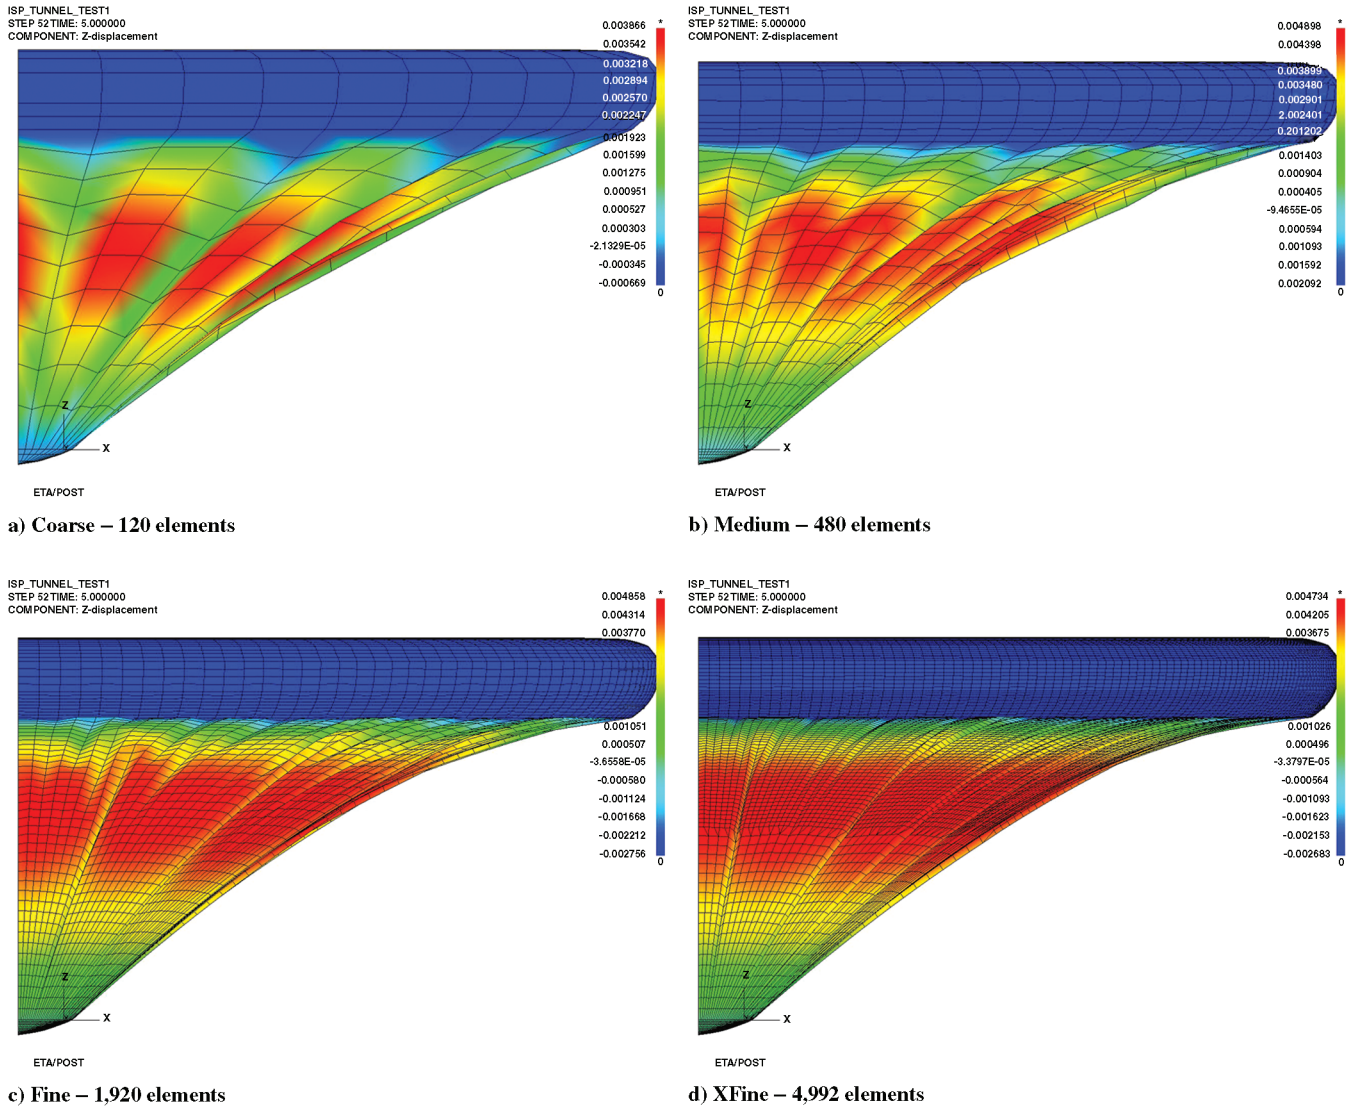 ISP_TUNNEL_TEST1
STEP 52TIME: 5.000000
COMPONENT: Z-displacement
0.003866 *
0.003542
0.003218
0.002894
0.002570
0.002247
0.001923
0.001599
0.001275
0.000951
0.000527
0.000303
-2.1329E-05
-0.000345
-0.000669
0
Z
X
ETA/POST
a) Coarse – 120 elements
ISP_TUNNEL_TEST1
STEP 52TIME: 5.000000
COMPONENT: Z-displacement
0.004898 *
0.004398
0.003899
0.003480
0.002901
2.002401
0.201202
0.001403
0.000904
0.000405
-9.4655E-05
0.000594
0.001093
0.001592
0.002092
0
Z
X
ETA/POST
b) Medium – 480 elements
ISP_TUNNEL_TEST1
STEP 52TIME: 5.000000
COMPONENT: Z-displacement
0.004858 *
0.004314
0.003770
0.001051
0.000507
-3.6558E-05
-0.000580
-0.001124
-0.001668
-0.002212
-0.002756
0
Z
X
ETA/POST
c) Fine – 1,920 elements
ISP_TUNNEL_TEST1
STEP 52TIME: 5.000000
COMPONENT: Z-displacement
0.004734 *
0.004205
0.003675
0.001026
0.000496
-3.3797E-05
-0.000564
-0.001093
-0.001623
-0.002153
-0.002683
0
Z
X
ETA/POST
d) XFine – 4,992 elements